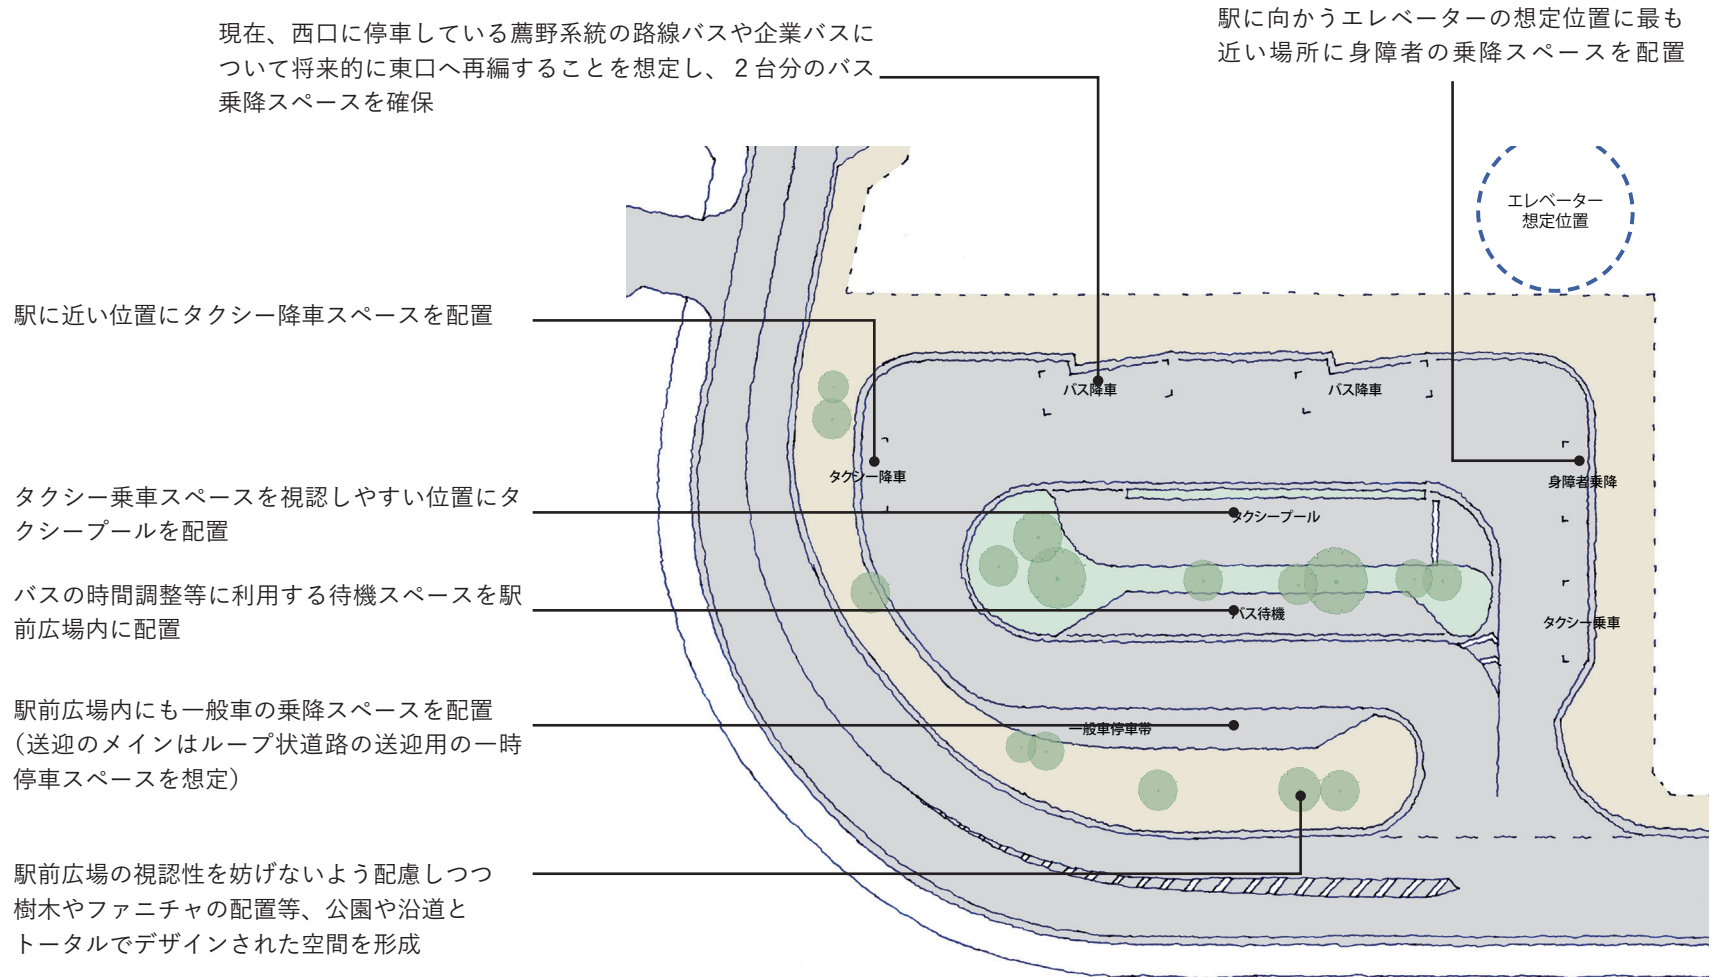 現在、西口に停車している薦野系統の路線バスや企業バスに
ついて将来的に東口へ再編することを想定し、２台分のバス
乗降スペースを確保
駅に向かうエレベーターの想定位置に最も
近い場所に身障者の乗降スペースを配置
エレベーター
想定位置
駅に近い位置にタクシー降車スペースを配置
バス降車
バス降車
タクシー降車
身障者乗降
タクシー乗車スペースを視認しやすい位置にタ
クシープールを配置
タクシープール
バスの時間調整等に利用する待機スペースを駅
前広場内に配置
バス待機
タクシー乗車
駅前広場内にも一般車の乗降スペースを配置
（送迎のメインはループ状道路の送迎用の一時
停車スペースを想定）
一般車停車帯
駅前広場の視認性を妨げないよう配慮しつつ
樹木やファニチャの配置等、公園や沿道と
トータルでデザインされた空間を形成